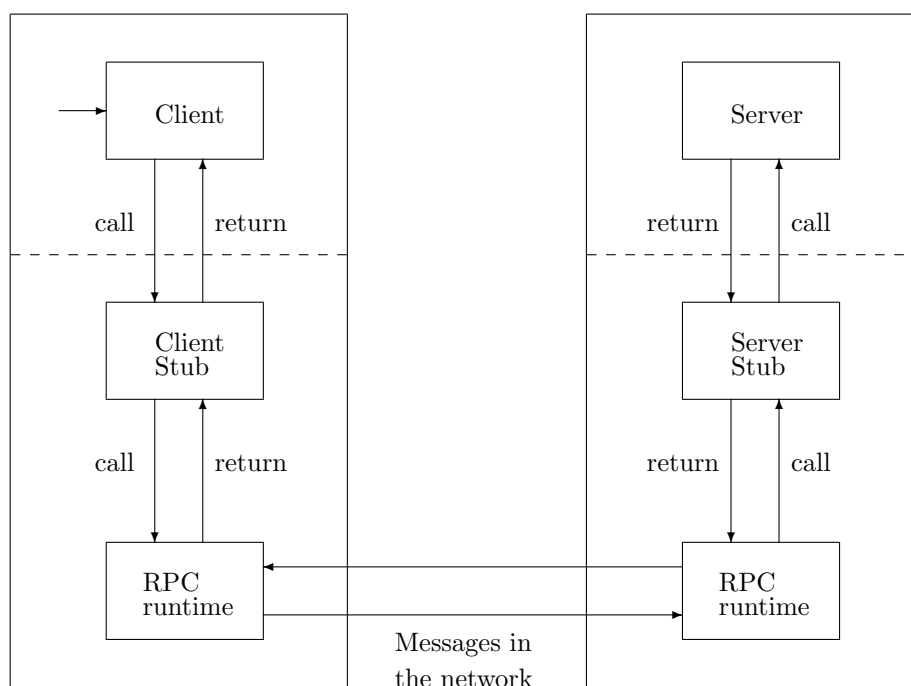 Client
Server
call
return
return
call
Client
Stub
Server
Stub
call
return
return
call
RPC
runtime
RPC
runtime
Messages in
the network